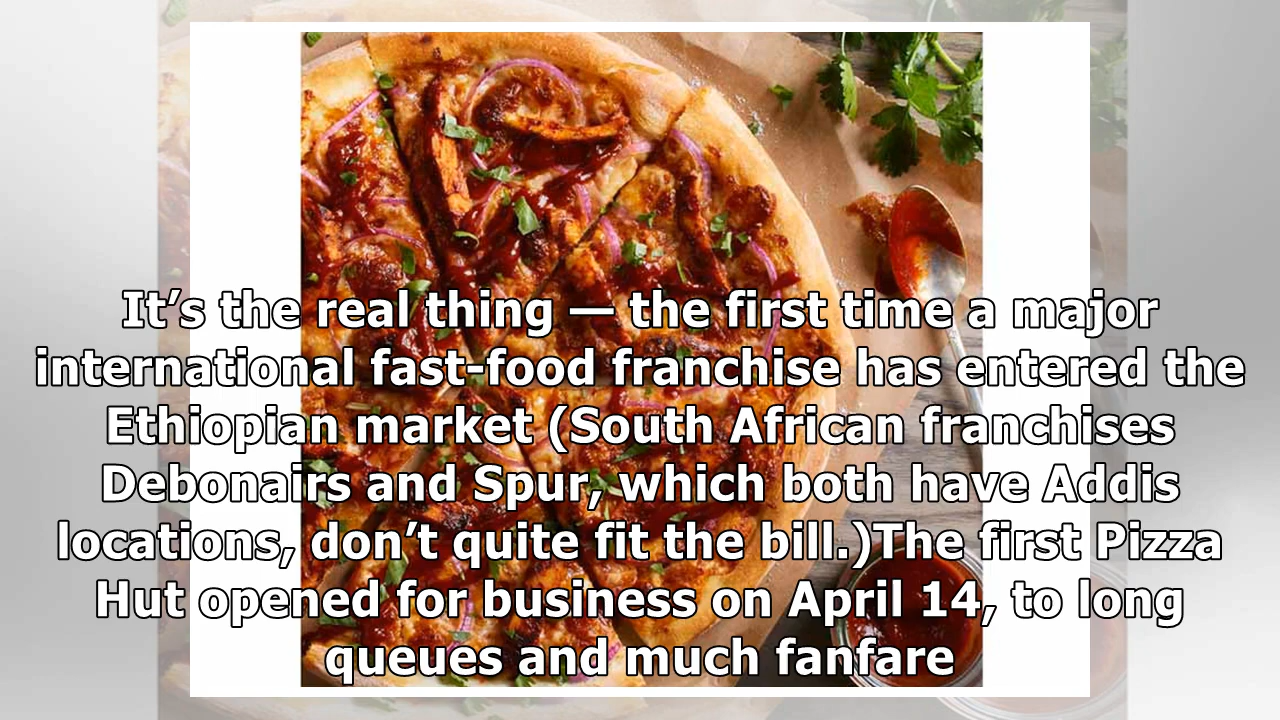 It’s the real thing — the first time a major
international fast-food franchise has entered the
Ethiopian market (South African franchises
Debonairs and Spur, which both have Addis
locations, don’t quite fit the bill.)The first Pizza
Hut opened for business on April 14, to long
queues and much fanfare